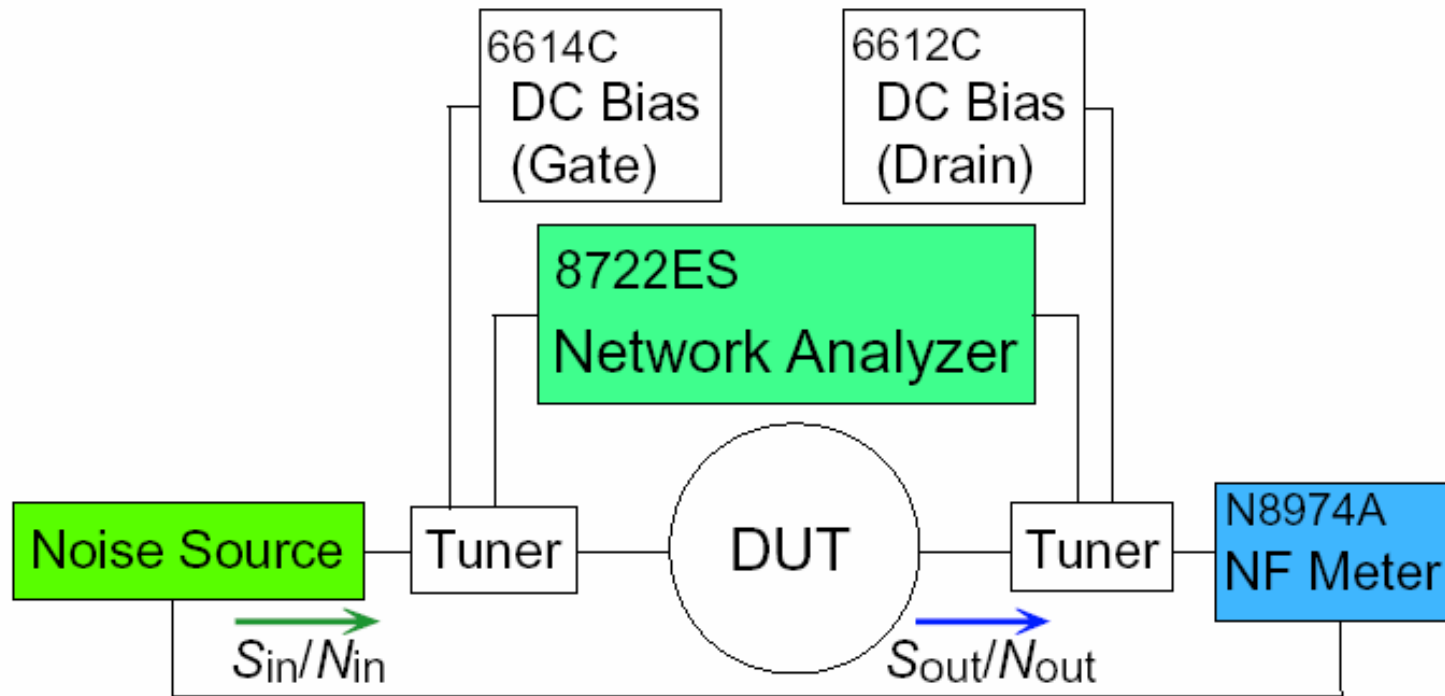 6614C
DC Bias
(Gate)
6612C
DC Bias
(Drain)
8722ES
Network Analyzer
Noise Source
Tuner
DUT
Tuner
N8974A
NF Meter
Sin/Nin
Sout/Nout